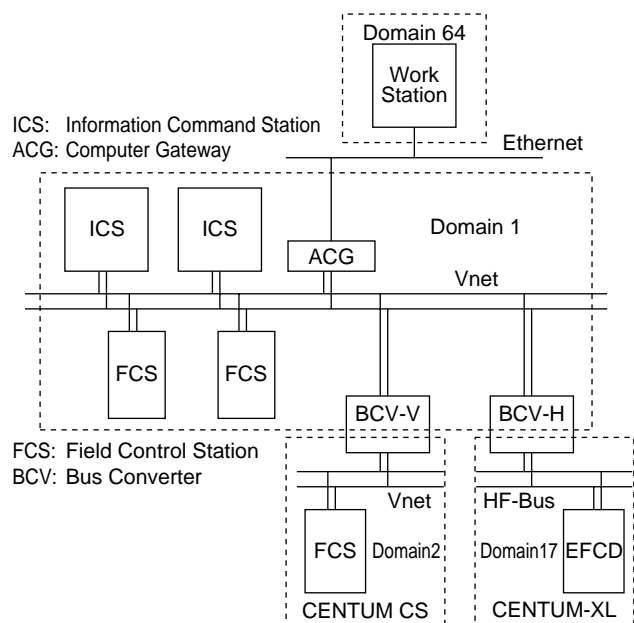 Domain 64
Work
Station
ICS: Information Command Station
ACG: Computer Gateway
Ethernet
ICS
ICS
Domain 1
ACG
Vnet
FCS
FCS
BCV-V
BCV-H
FCS: Field Control Station
BCV: Bus Converter
Vnet
HF-Bus
FCS
Domain2
Domain17
EFCD
CENTUM CS
CENTUM-XL